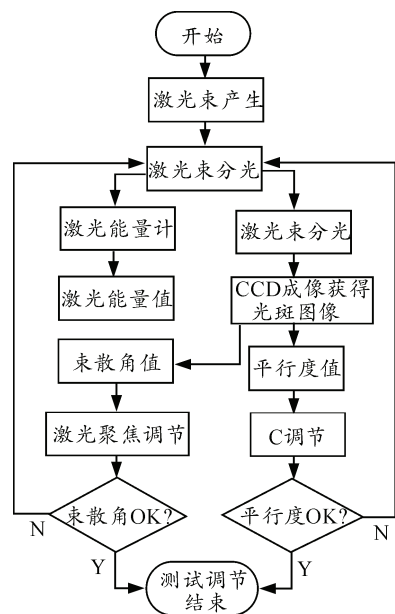 开始
激光束产生
激光束分光
激光能量计
激光束分光
激光能量值
CCD成像获得
光斑图像
束散角值
平行度值
激光聚焦调节
C调节
束散角OK?
平行度OK?
N
N
Y
Y
测试调节
结束